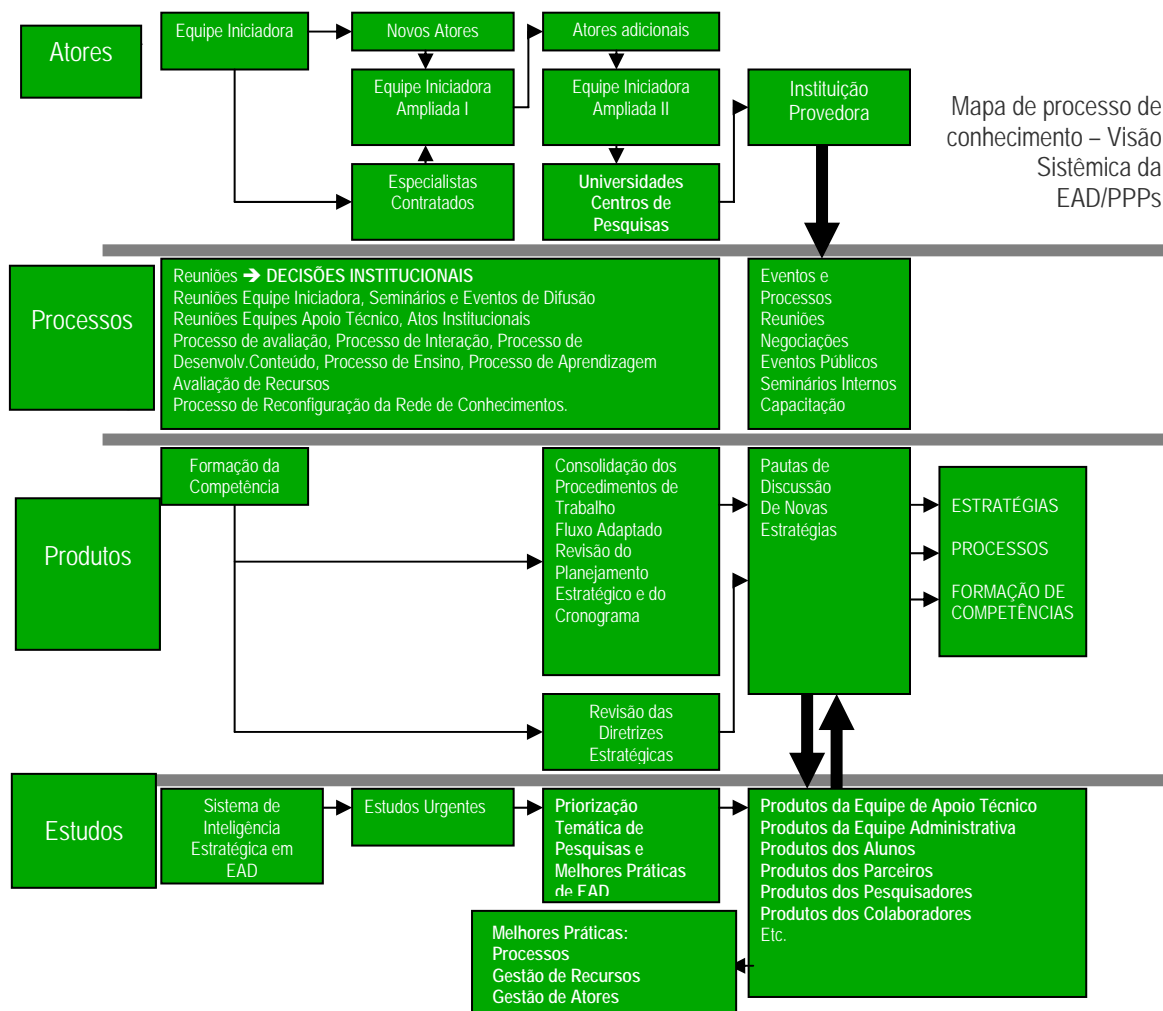 Atores
Equipe Iniciadora
Novos Atores
Atores adicionais
Equipe Iniciadora
Ampliada I
Equipe Iniciadora
Ampliada II
Instituição
Provedora
Especialistas
Contratados
Universidades
Centros de
Pesquisas
Mapa de processo de
conhecimento – Visão
Sistêmica da
EAD/PPPs
Processos
Reuniões ➔ DECISÕES INSTITUCIONAIS
Reuniões Equipe Iniciadora, Seminários e Eventos de Difusão
Reuniões Equipes Apoio Técnico, Atos Institucionais
Processo de avaliação, Processo de Interação, Processo de
Desenvolv.Conteúdo, Processo de Ensino, Processo de Aprendizagem
Avaliação de Recursos
Processo de Reconfiguração da Rede de Conhecimentos.
Eventos e
Processos
Reuniões
Negociações
Eventos Públicos
Seminários Internos
Capacitação
Produtos
Formação da
Competência
Consolidação dos
Procedimentos de
Trabalho
Fluxo Adaptado
Revisão do
Planejamento
Estratégico e do
Cronograma
Pautas de
Discussão
De Novas
Estratégias
ESTRATÉGIAS
PROCESSOS
FORMAÇÃO DE
COMPETÊNCIAS
Revisão das
Diretrizes
Estratégicas
Estudos
Sistema de
Inteligência
Estratégica em
EAD
Estudos Urgentes
Priorização
Temática de
Pesquisas e
Melhores Práticas
de EAD
Produtos da Equipe de Apoio Técnico
Produtos da Equipe Administrativa
Produtos dos Alunos
Produtos dos Parceiros
Produtos dos Pesquisadores
Produtos dos Colaboradores
Etc.
Melhores Práticas:
Processos
Gestão de Recursos
Gestão de Atores